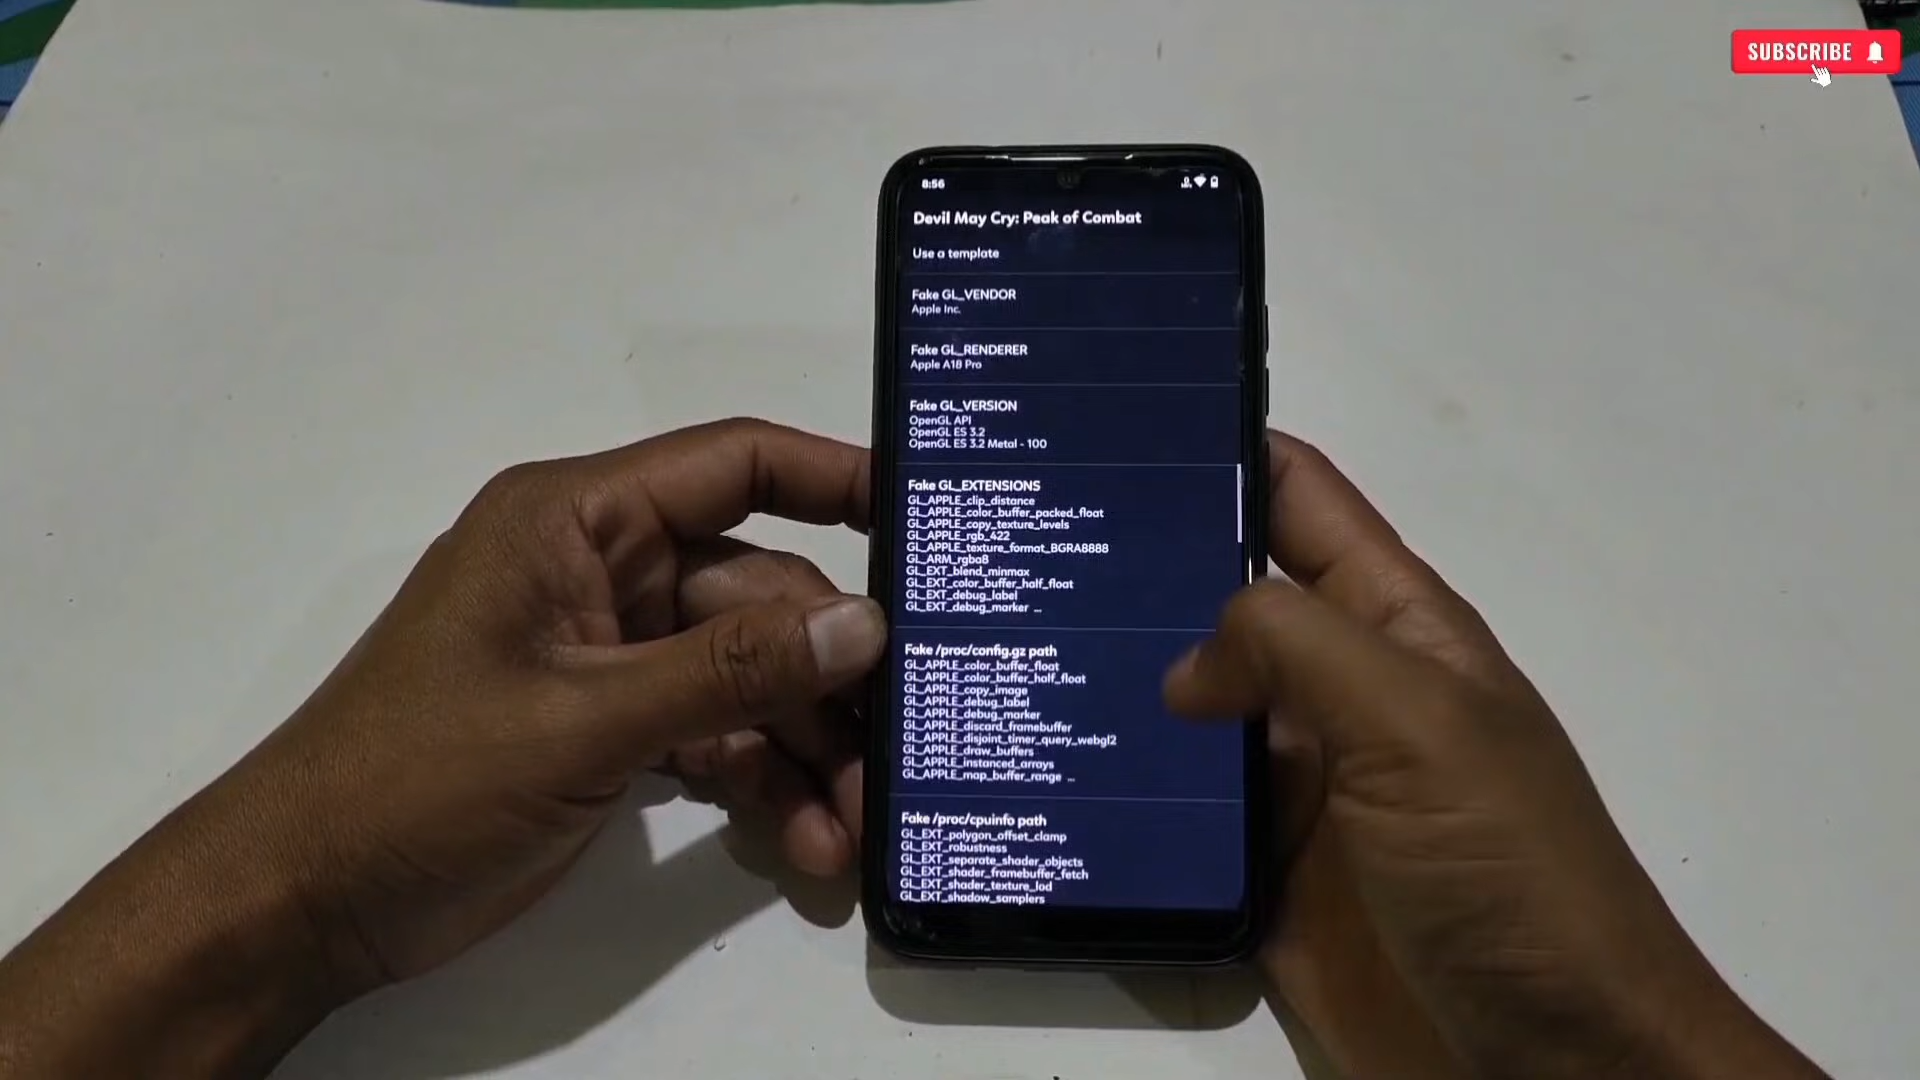 SUBSCRIBE
8:56
Devil May Cry: Peak of Combat
Use a template
Fake GL_VENDOR
Apple Inc.
Fake GL_RENDERER
Apple A18 Pro
Fake GL_VERSION
OpenGL API
OpenGL ES 3.2
OpenGL ES 3.2 Metal - 100
Fake GL_EXTENSIONS
GL_APPLE_clip_distance
GL_APPLE_color_buffer_packed_float
GL_APPLE_copy_texture_levels
GL_APPLE_rgb_422
GL_APPLE_texture_format_BGRA8888
GL_ARM_rgba8
GL_EXT_blend_minmax
GL_EXT_color_buffer_half_float
GL_EXT_debug_label
GL_EXT_debug_marker ...
Fake /proc/config.gz path
GL_APPLE_color_buffer_float
GL_APPLE_color_buffer_half_float
GL_APPLE_copy_image
GL_APPLE_debug_label
GL_APPLE_debug_marker
GL_APPLE_discard_framebuffer
GL_APPLE_disjoint_timer_query_webgl2
GL_APPLE_draw_buffers
GL_APPLE_instanced_arrays
GL_APPLE_map_buffer_range ...
Fake /proc/cpuinfo path
GL_EXT_polygon_offset_clamp
GL_EXT_robustness
GL_EXT_separate_shader_objects
GL_EXT_shader_framebuffer_fetch
GL_EXT_shader_texture_lod
GL_EXT_shadow_samplers